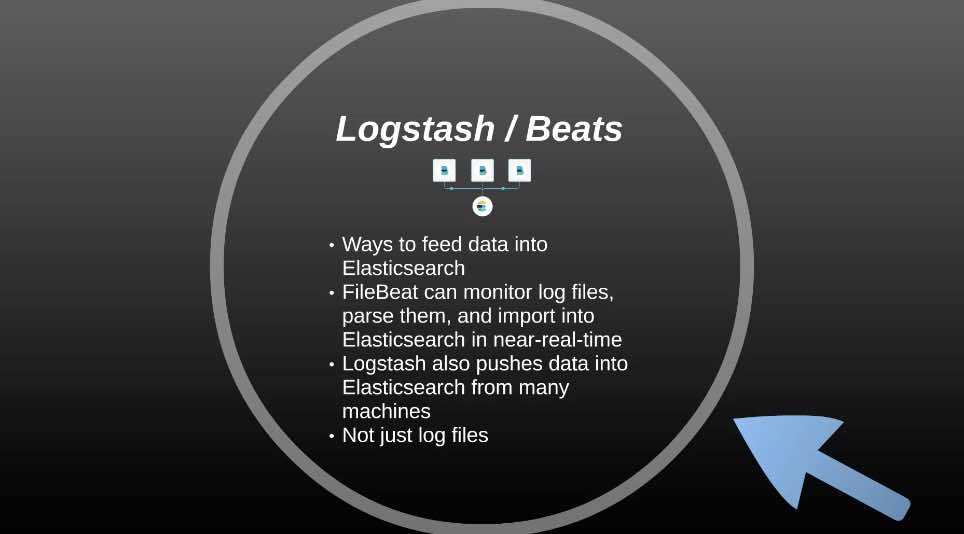 Logstash / Beats
• Ways to feed data into
Elasticsearch
• FileBeat can monitor log files,
parse them, and import into
Elasticsearch in near-real-time
• Logstash also pushes data into
Elasticsearch from many
machines
• Not just log files